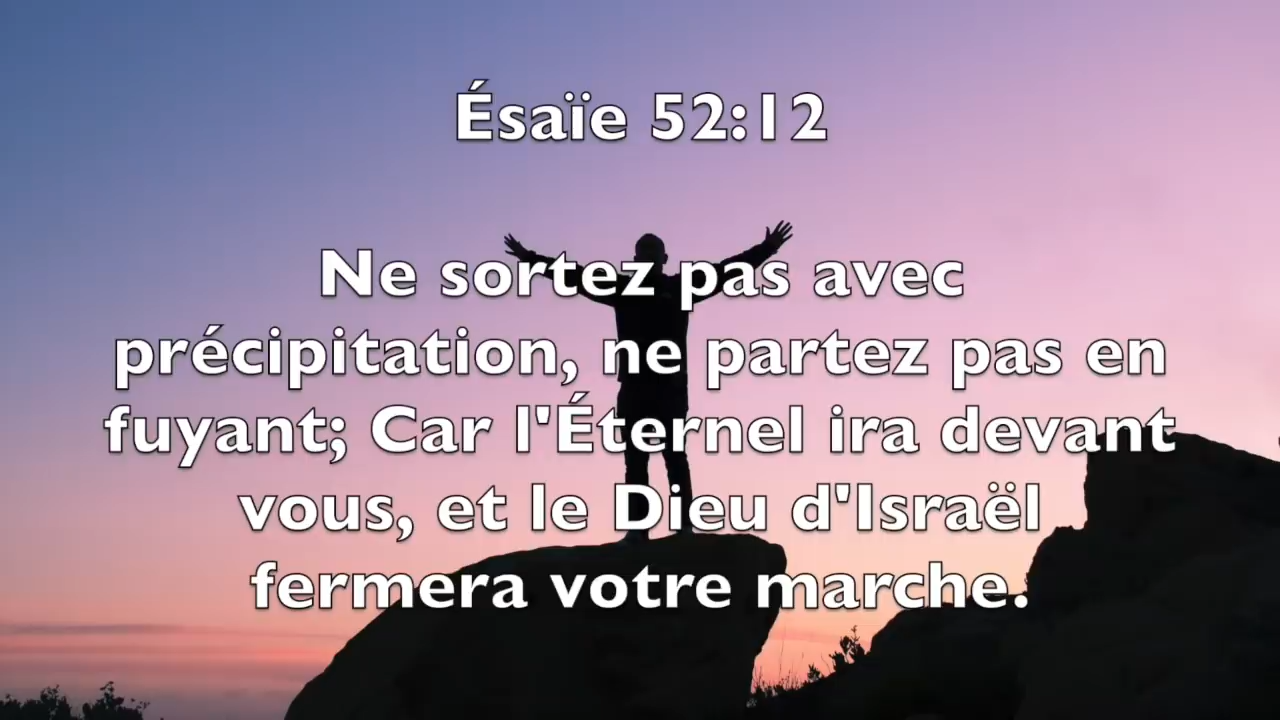 Ésaïe 52:12
Ne sortez pas avec
précipitation, ne partez pas en
fuyant; Car l'Éternel ira devant
vous, et le Dieu d'Israël
fermera votre marche.